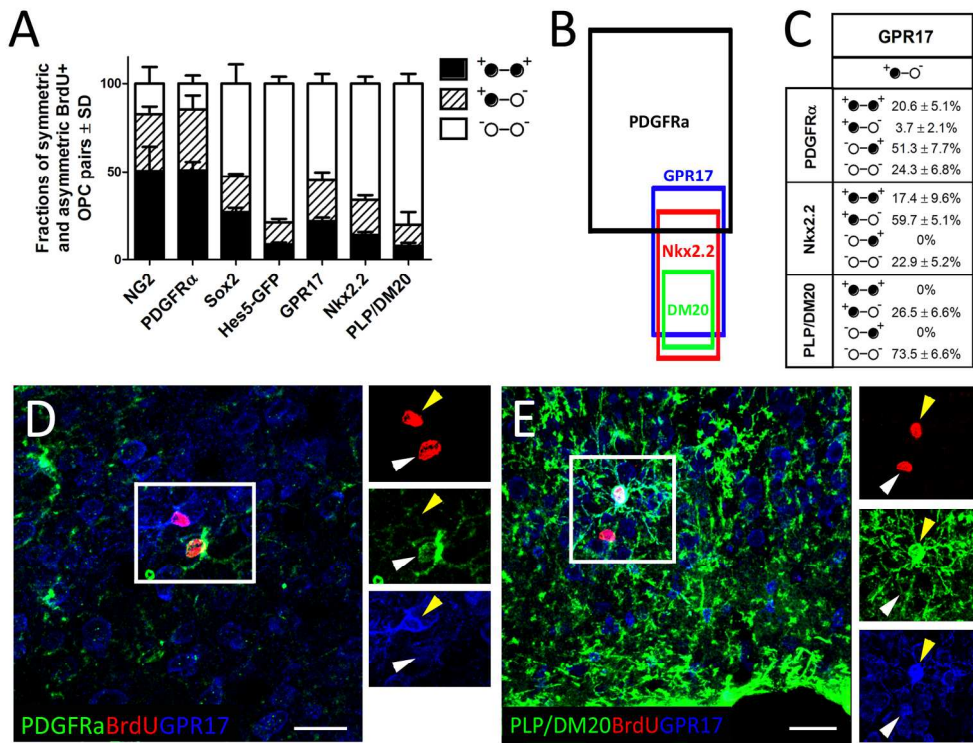 A
Fractions of symmetric
and asymmetric BrdU+
OPC pairs ± SD
100
50
0
NG2
PDGFRα
Sox2
Hes5-GFP
GPR17
Nkx2.2
PLP/DM20
+ +
+ -
- -
B
PDGFRa
GPR17
Nkx2.2
DM20
C
GPR17
+ -
PDGFRα
+ + 20.6 ± 5.1%
+ - 3.7 ± 2.1%
- + 51.3 ± 7.7%
- - 24.3 ± 6.8%
Nkx2.2
+ + 17.4 ± 9.6%
+ - 59.7 ± 5.1%
- + 0%
- - 22.9 ± 5.2%
PLP/DM20
+ + 0%
+ - 26.5 ± 6.6%
- + 0%
- - 73.5 ± 6.6%
D
PDGFRaBrdUGPR17
E
PLP/DM20BrdUGPR17